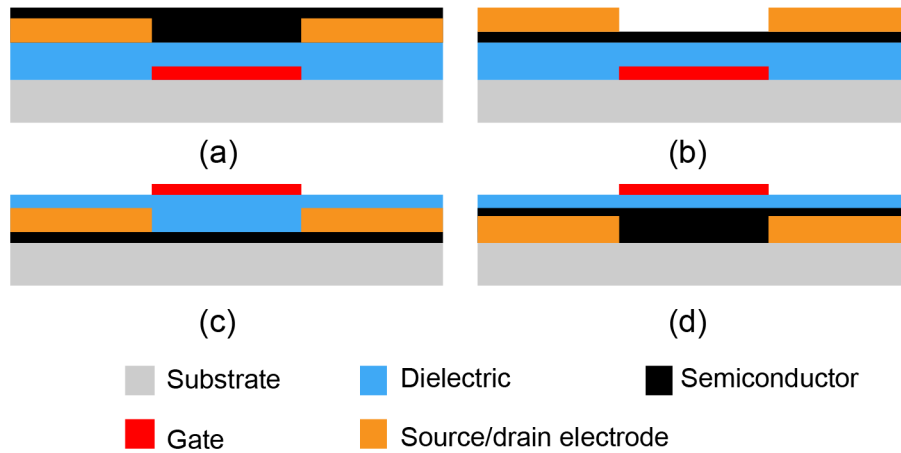 (a)
(b)
(c)
(d)
Substrate
Dielectric
Semiconductor
Gate
Source/drain electrode